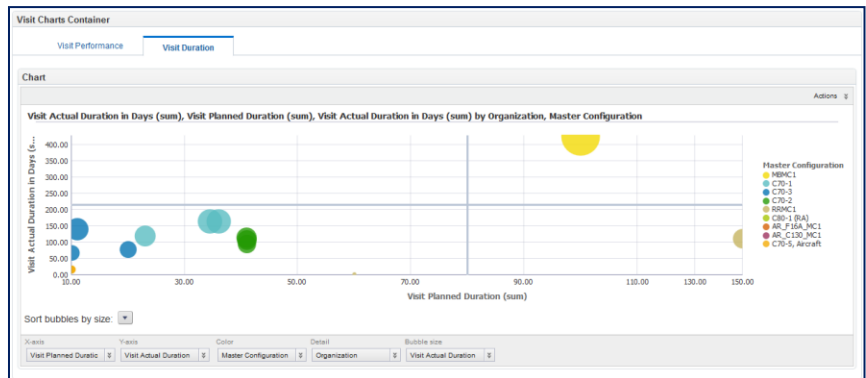 Visit Charts Container
Visit Performance Visit Duration
Chart
Actions
Visit Actual Duration in Days (sum), Visit Planned Duration (sum), Visit Actual Duration in Days (sum) by Organization, Master Configuration
Visit Actual Duration in Days (s...
400.00
350.00
300.00
250.00
200.00
150.00
100.00
50.00
0.00
10.00 30.00 50.00 70.00 90.00 110.00 130.00 150.00
Visit Planned Duration (sum)
Master Configuration
MBMC1
C70-1
C70-3
C70-2
RRMC1
C80-1 (RA)
AR_F16A_MC1
AR_C130_MC1
C70-5, Aircraft
Sort bubbles by size:
X-axis Y-axis Color Detail Bubble size
Visit Planned Duratic Visit Actual Duration Master Configuration Organization Visit Actual Duration